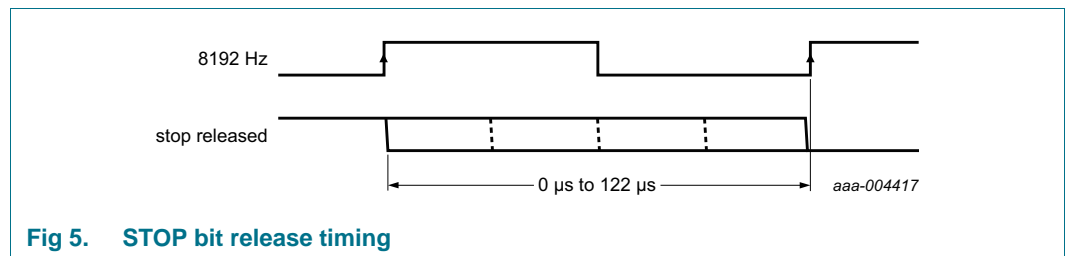 8192 Hz
stop released
0 μs to 122 μs
aaa-004417
Fig 5. STOP bit release timing